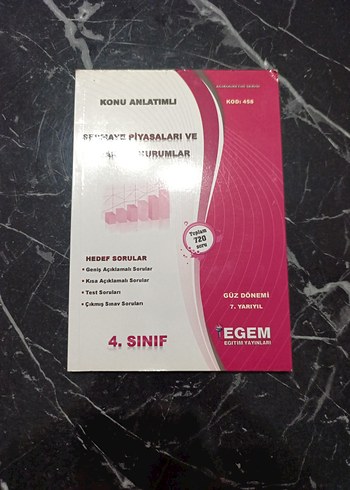 KONU ANLATIMLI
KOD: 458
SERMAYE PİYASALARI VE
KURUMLAR
Toplam
720
soru
HEDEF SORULAR
• Geniş Açıklamalı Sorular
• Kısa Açıklamalı Sorular
• Test Soruları
• Çıkmış Sınav Soruları
GÜZ DÖNEMİ
7. YARIYIL
4. SINIF
EGEM
EĞİTİM YAYINLARI